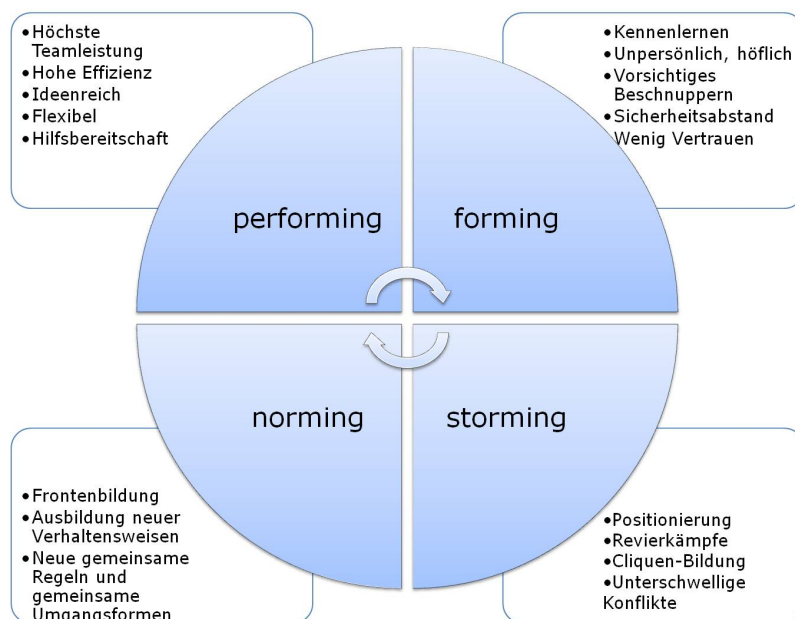 •Höchste
Teamleistung
•Hohe Effizienz
•Ideenreich
•Flexibel
•Hilfsbereitschaft
•Kennenlernen
•Unpersönlich, höflich
•Vorsichtiges
Beschnuppern
•Sicherheitsabstand
Wenig Vertrauen
performing
forming
norming
storming
•Frontenbildung
•Ausbildung neuer
Verhaltensweisen
•Neue gemeinsame
Regeln und
gemeinsame
Umgangsformen
•Positionierung
•Revierkämpfe
•Cliquen-Bildung
•Unterschwellige
Konflikte